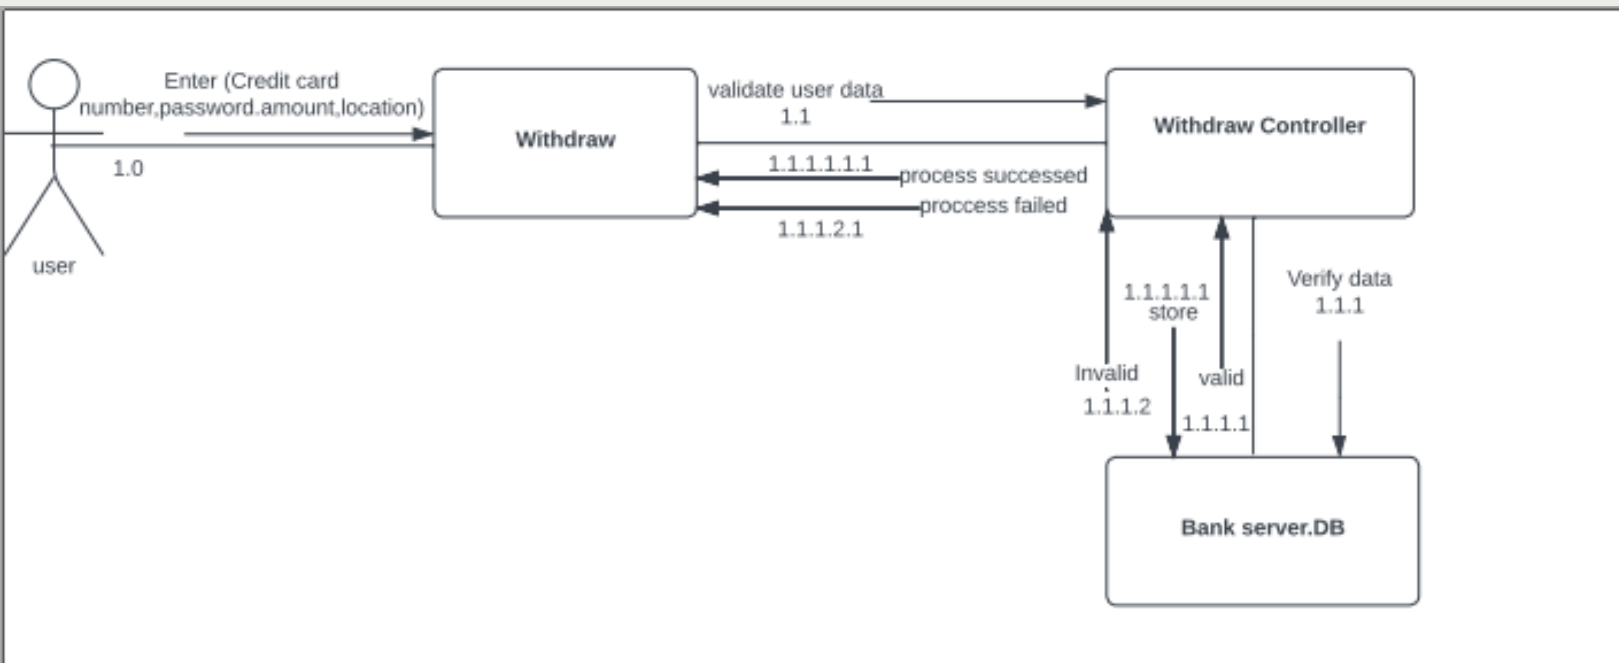 Enter (Credit card
number,password.amount,location)
1.0
user
Withdraw
validate user data
1.1
1.1.1.1.1.1
process successed
proccess failed
1.1.1.2.1
Withdraw Controller
1.1.1.1.1
store
Verify data
1.1.1
Invalid
1.1.1.2
valid
1.1.1.1
Bank server.DB